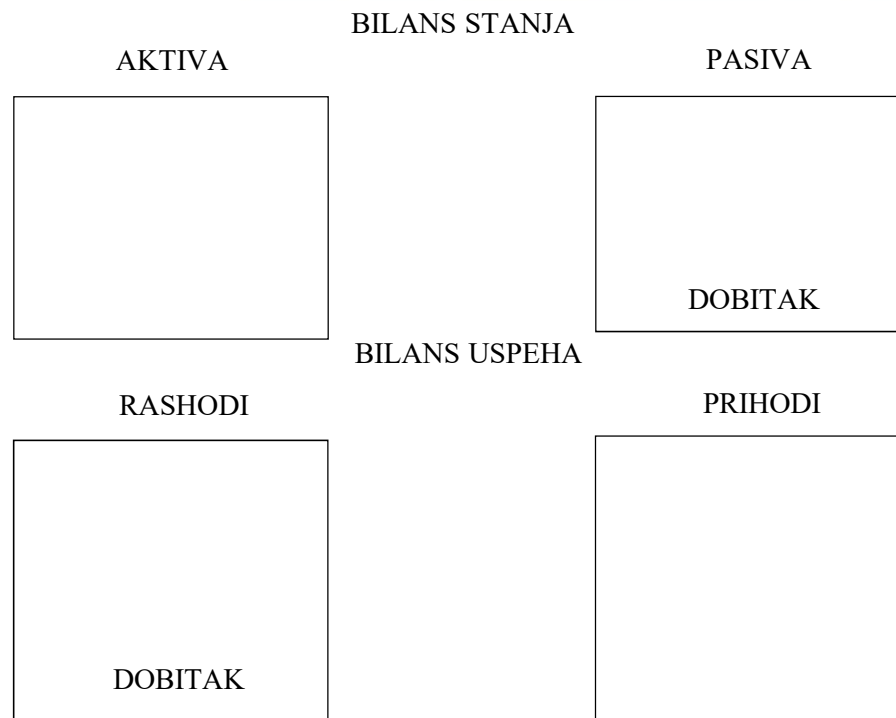 BILANS STANJA
AKTIVA
PASIVA
DOBITAK
BILANS USPEHA
RASHODI
PRIHODI
DOBITAK